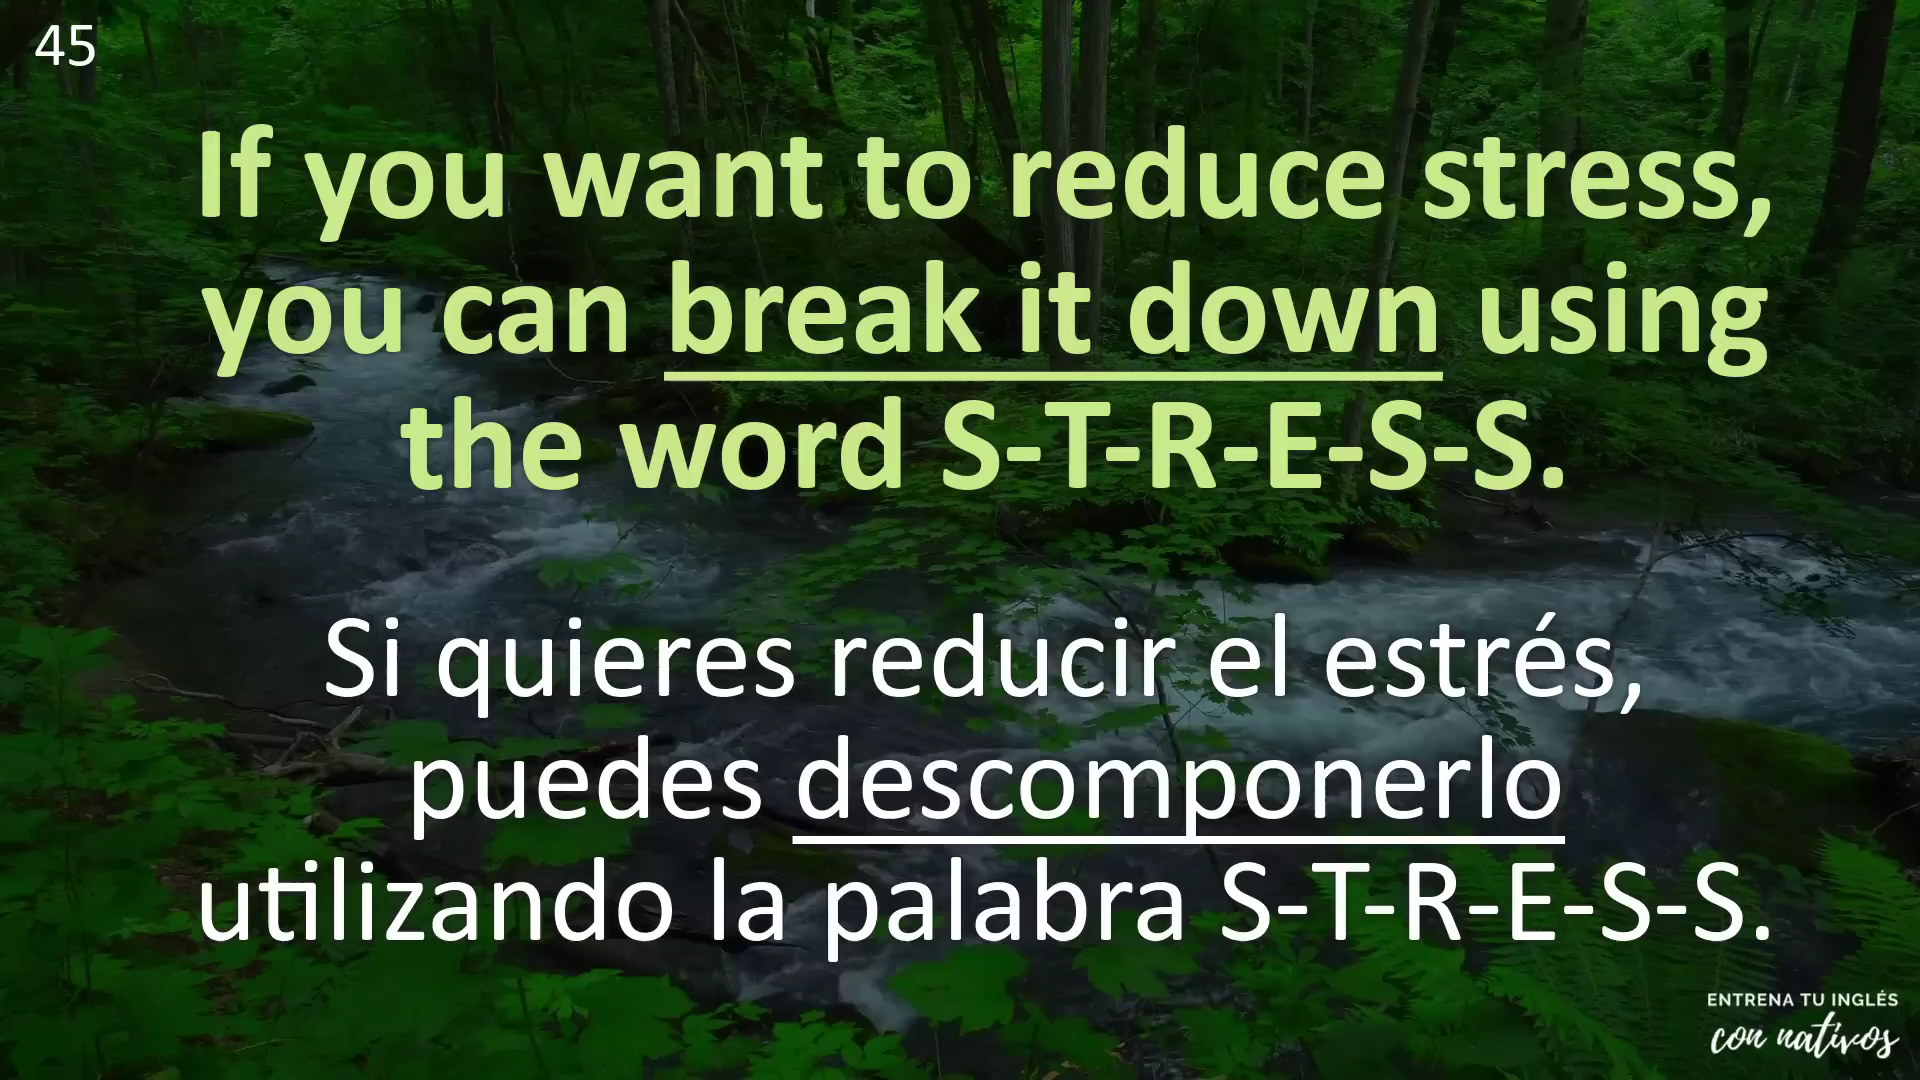 45
If you want to reduce stress,
you can break it down using
the word S-T-R-E-S-S.
Si quieres reducir el estrés,
puedes descomponerlo
utilizando la palabra S-T-R-E-S-S.
ENTRENA TU INGLÉS
con nativos